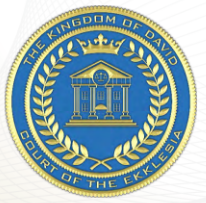 THE KINGDOM OF DAVID
COURT OF THE EKKLESIA